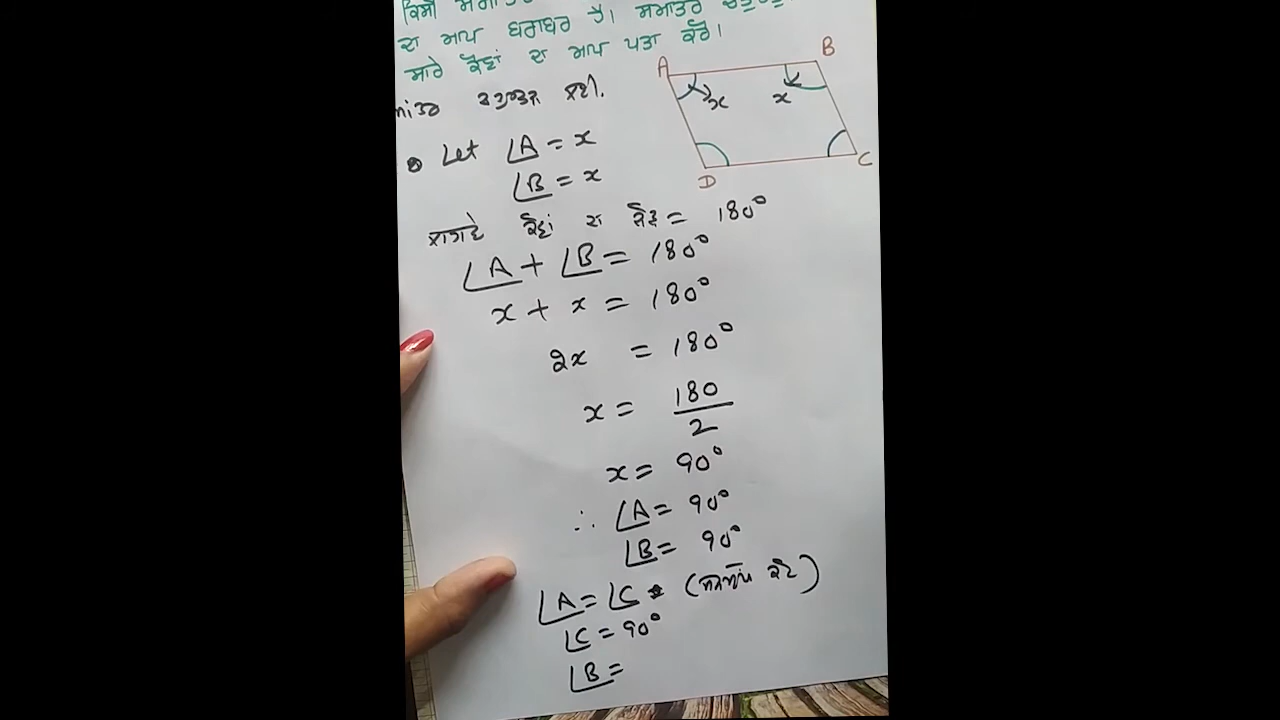 ਕਿਸੇ
ਦਾ ਮਾਪ ਬਰਾਬਰ ਹੈ। ਸਮਾਂਤਰ
ਸਾਰੇ ਕੋਣਾਂ ਦਾ ਮਾਪ ਪਤਾ ਕਰੋ।
A
B
x
x
D
C
Let ∠A = x
∠B = x
ਲਾਗਵੇਂ ਕੋਣਾਂ ਦਾ ਜੋੜ = 180°
∠A + ∠B = 180°
x + x = 180°
2x = 180°
x = 180/2
x = 90°
∴ ∠A = 90°
∠B = 90°
∠A = ∠C (ਸਨਮੁੱਖ ਕੋਣ)
∠C = 90°
∠B =